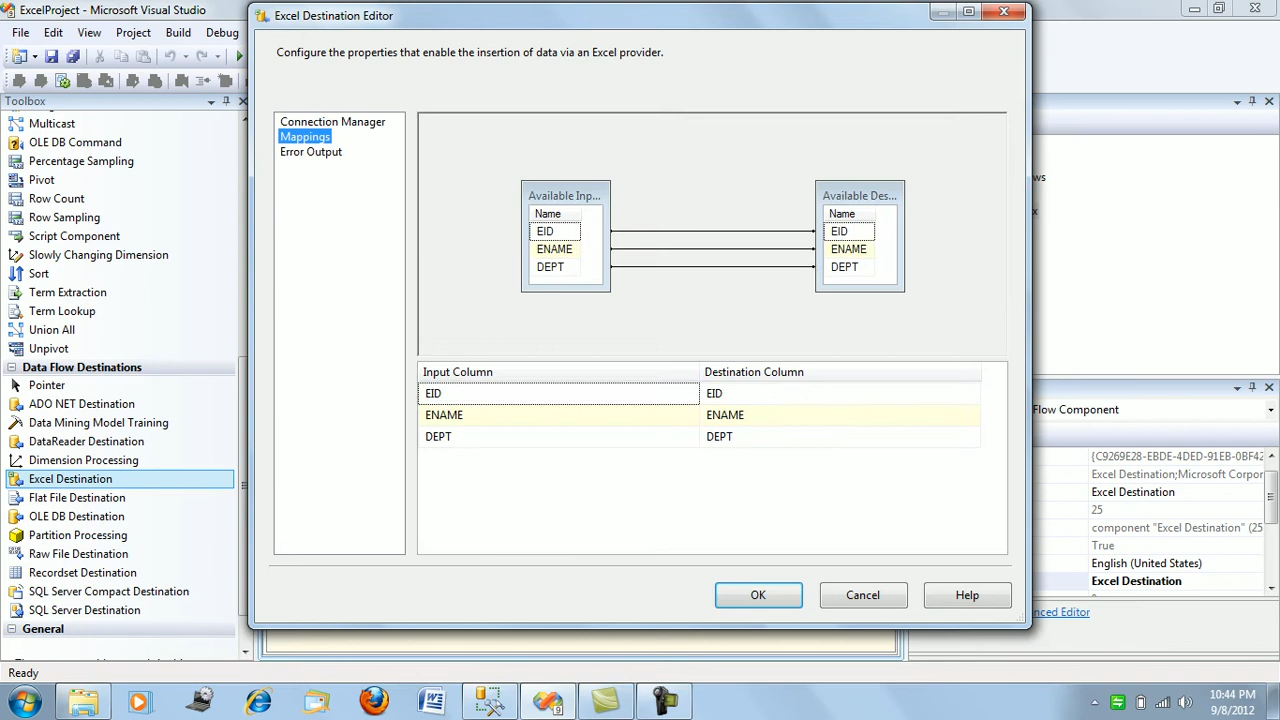 ExcelProject - Microsoft Visual Studio
File Edit View Project Build Debug
Toolbox
Multicast
OLE DB Command
Percentage Sampling
Pivot
Row Count
Row Sampling
Script Component
Slowly Changing Dimension
Sort
Term Extraction
Term Lookup
Union All
Unpivot
Data Flow Destinations
Pointer
ADO NET Destination
Data Mining Model Training
DataReader Destination
Dimension Processing
Excel Destination
Flat File Destination
OLE DB Destination
Partition Processing
Raw File Destination
Recordset Destination
SQL Server Compact Destination
SQL Server Destination
General
Excel Destination Editor
Configure the properties that enable the insertion of data via an Excel provider.
Connection Manager
Mappings
Error Output
Available Inp...
Name
EID
ENAME
DEPT
Available Des...
Name
EID
ENAME
DEPT
Input Column Destination Column
EID EID
ENAME ENAME
DEPT DEPT
OK Cancel Help
Flow Component
{C9269E28-EBDE-4DED-91EB-0BF42
Excel Destination;Microsoft Corpor
Excel Destination
25
component "Excel Destination" (25
True
English (United States)
Excel Destination
Ready
10:44 PM
9/8/2012